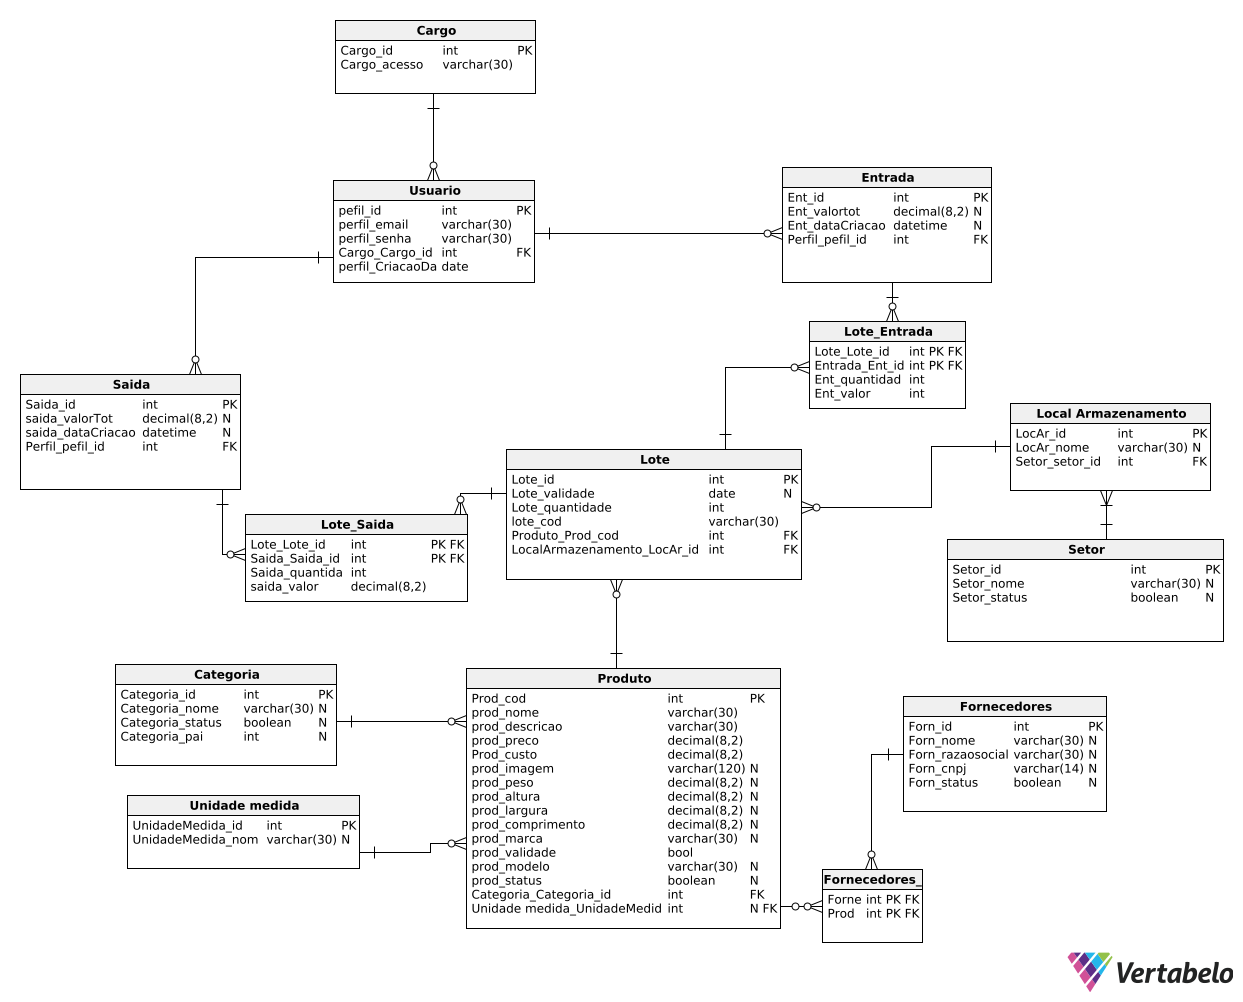 Cargo
Cargo_id int PK
Cargo_acesso varchar(30)
Usuario
pefil_id int PK
perfil_email varchar(30)
perfil_senha varchar(30)
Cargo_Cargo_id int FK
perfil_CriacaoDa date
Entrada
Ent_id int PK
Ent_valortot decimal(8,2) N
Ent_dataCriacao datetime N
Perfil_pefil_id int FK
Lote_Entrada
Lote_Lote_id int PK FK
Entrada_Ent_id int PK FK
Ent_quantidad int
Ent_valor int
Saida
Saida_id int PK
saida_valorTot decimal(8,2) N
saida_dataCriacao datetime N
Perfil_pefil_id int FK
Local Armazenamento
LocAr_id int PK
LocAr_nome varchar(30) N
Setor_setor_id int FK
Lote
Lote_id int PK
Lote_validade date N
Lote_quantidade int
lote_cod varchar(30)
Produto_Prod_cod int FK
LocalArmazenamento_LocAr_id int FK
Lote_Saida
Lote_Lote_id int PK FK
Saida_Saida_id int PK FK
Saida_quantida int
saida_valor decimal(8,2)
Setor
Setor_id int PK
Setor_nome varchar(30) N
Setor_status boolean N
Categoria
Categoria_id int PK
Categoria_nome varchar(30) N
Categoria_status boolean N
Categoria_pai int N
Produto
Prod_cod int PK
prod_nome varchar(30)
prod_descricao varchar(30)
prod_preco decimal(8,2)
Prod_custo decimal(8,2)
prod_imagem varchar(120) N
prod_peso decimal(8,2) N
prod_altura decimal(8,2) N
prod_largura decimal(8,2) N
prod_comprimento decimal(8,2) N
prod_marca varchar(30) N
prod_validade bool
prod_modelo varchar(30) N
prod_status boolean N
Categoria_Categoria_id int FK
Unidade medida_UnidadeMedid int N FK
Fornecedores
Forn_id int PK
Forn_nome varchar(30) N
Forn_razaosocial varchar(30) N
Forn_cnpj varchar(14) N
Forn_status boolean N
Unidade medida
UnidadeMedida_id int PK
UnidadeMedida_nom varchar(30) N
Fornecedores_
Forne int PK FK
Prod int PK FK
Vertabelo